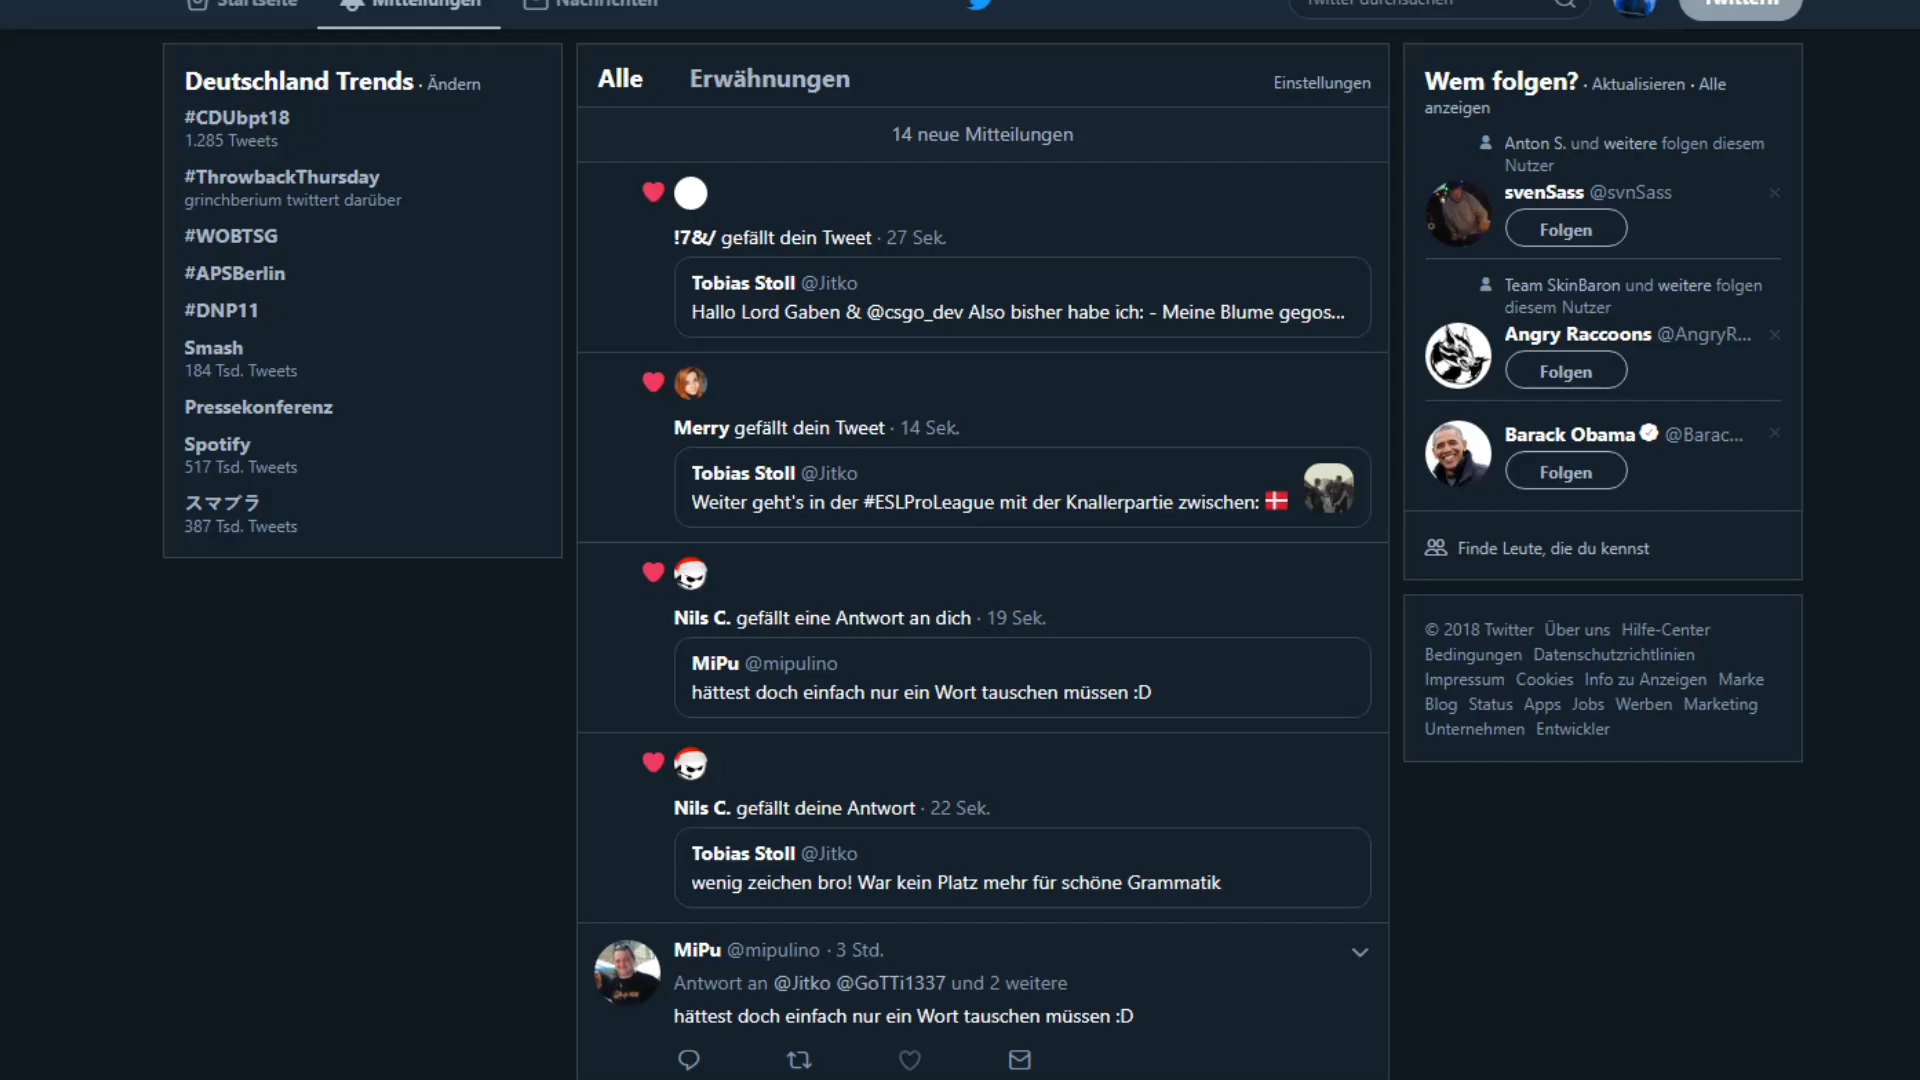 Startseite
Mitteilungen
Nachrichten
Twitter durchsuchen
Twittern
Deutschland Trends · Ändern
#CDUbpt18
1.285 Tweets
#ThrowbackThursday
grinchberium twittert darüber
#WOBTSG
#APSBerlin
#DNP11
Smash
184 Tsd. Tweets
Pressekonferenz
Spotify
517 Tsd. Tweets
スマブラ
387 Tsd. Tweets
Alle
Erwähnungen
Einstellungen
14 neue Mitteilungen
!7&/ gefällt dein Tweet · 27 Sek.
Tobias Stoll @Jitko
Hallo Lord Gaben & @csgo_dev Also bisher habe ich: - Meine Blume gegos...
Merry gefällt dein Tweet · 14 Sek.
Tobias Stoll @Jitko
Weiter geht's in der #ESLProLeague mit der Knallerpartie zwischen:
Nils C. gefällt eine Antwort an dich · 19 Sek.
MiPu @mipulino
hättest doch einfach nur ein Wort tauschen müssen :D
Nils C. gefällt deine Antwort · 22 Sek.
Tobias Stoll @Jitko
wenig zeichen bro! War kein Platz mehr für schöne Grammatik
MiPu @mipulino · 3 Std.
Antwort an @Jitko @GoTTi1337 und 2 weitere
hättest doch einfach nur ein Wort tauschen müssen :D
Wem folgen? · Aktualisieren · Alle
anzeigen
Anton S. und weitere folgen diesem
Nutzer
svenSass @svnSass
Folgen
Team SkinBaron und weitere folgen
diesem Nutzer
Angry Raccoons @AngryR...
Folgen
Barack Obama @Barac...
Folgen
Finde Leute, die du kennst
© 2018 Twitter Über uns Hilfe-Center
Bedingungen Datenschutzrichtlinien
Impressum Cookies Info zu Anzeigen Marke
Blog Status Apps Jobs Werben Marketing
Unternehmen Entwickler